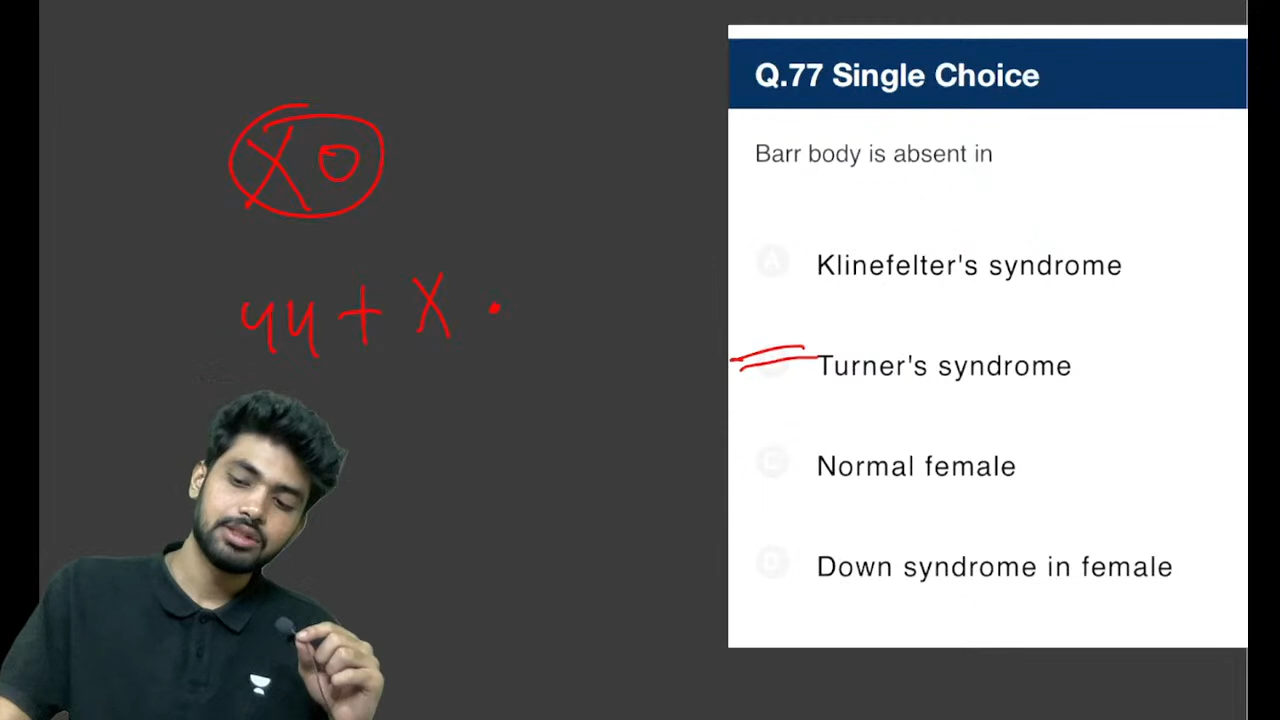 XO
44 + X .
Q.77 Single Choice
Barr body is absent in
A Klinefelter's syndrome
Turner's syndrome
C Normal female
D Down syndrome in female